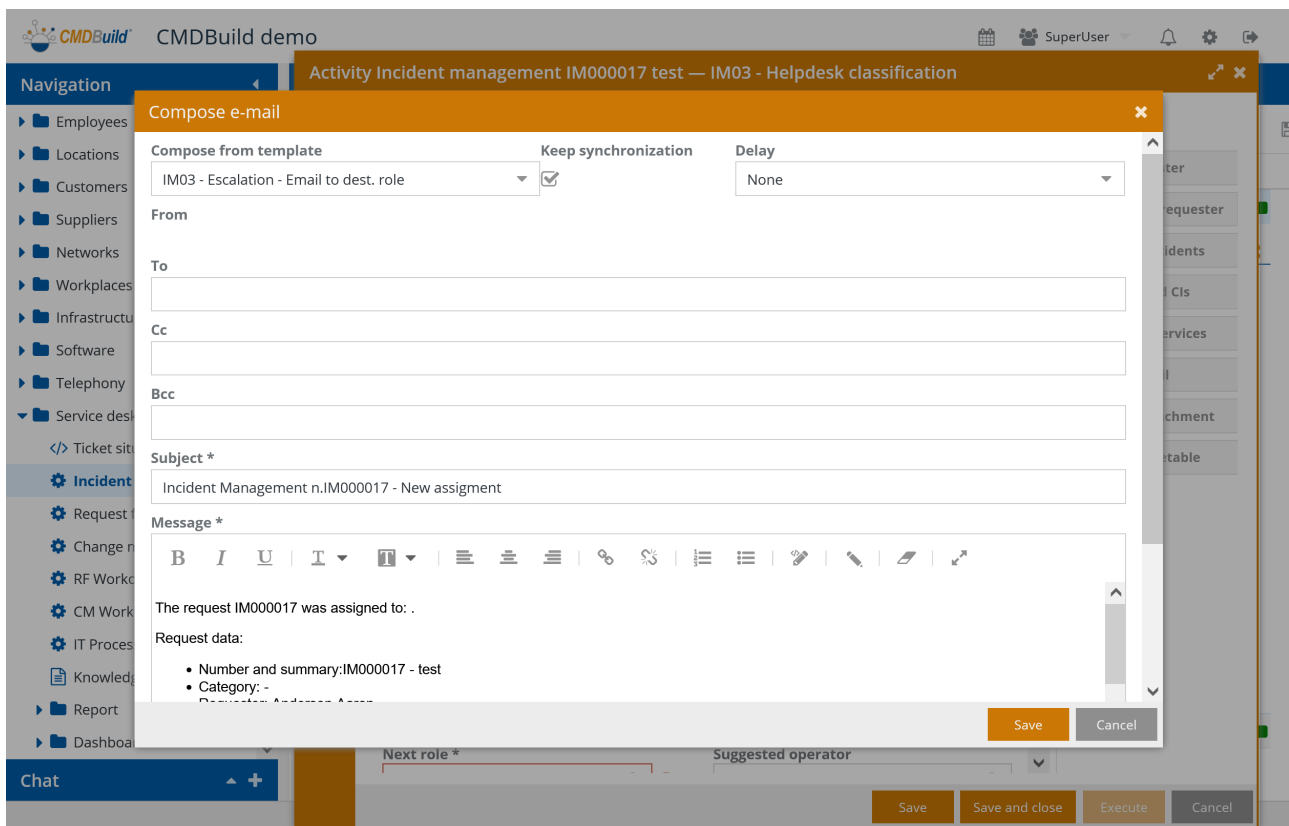 CMDBuild
CMDBuild demo
SuperUser
Navigation
Activity Incident management IM000017 test — IM03 - Helpdesk classification
Employees
Locations
Customers
Suppliers
Networks
Workplaces
Infrastructu
Software
Telephony
Service desk
</> Ticket situ
Incident
Request f
Change m
RF Worko
CM Work
IT Proces
Knowledg
Report
Dashboar
Chat
Compose e-mail
Compose from template
Keep synchronization
Delay
IM03 - Escalation - Email to dest. role
None
From
To
Cc
Bcc
Subject *
Incident Management n.IM000017 - New assigment
Message *
B I U T T
The request IM000017 was assigned to: .
Request data:
• Number and summary:IM000017 - test
• Category: -
Save
Cancel
requester
idents
CIs
ervices
chment
etable
Next role *
Suggested operator
Save
Save and close
Execute
Cancel